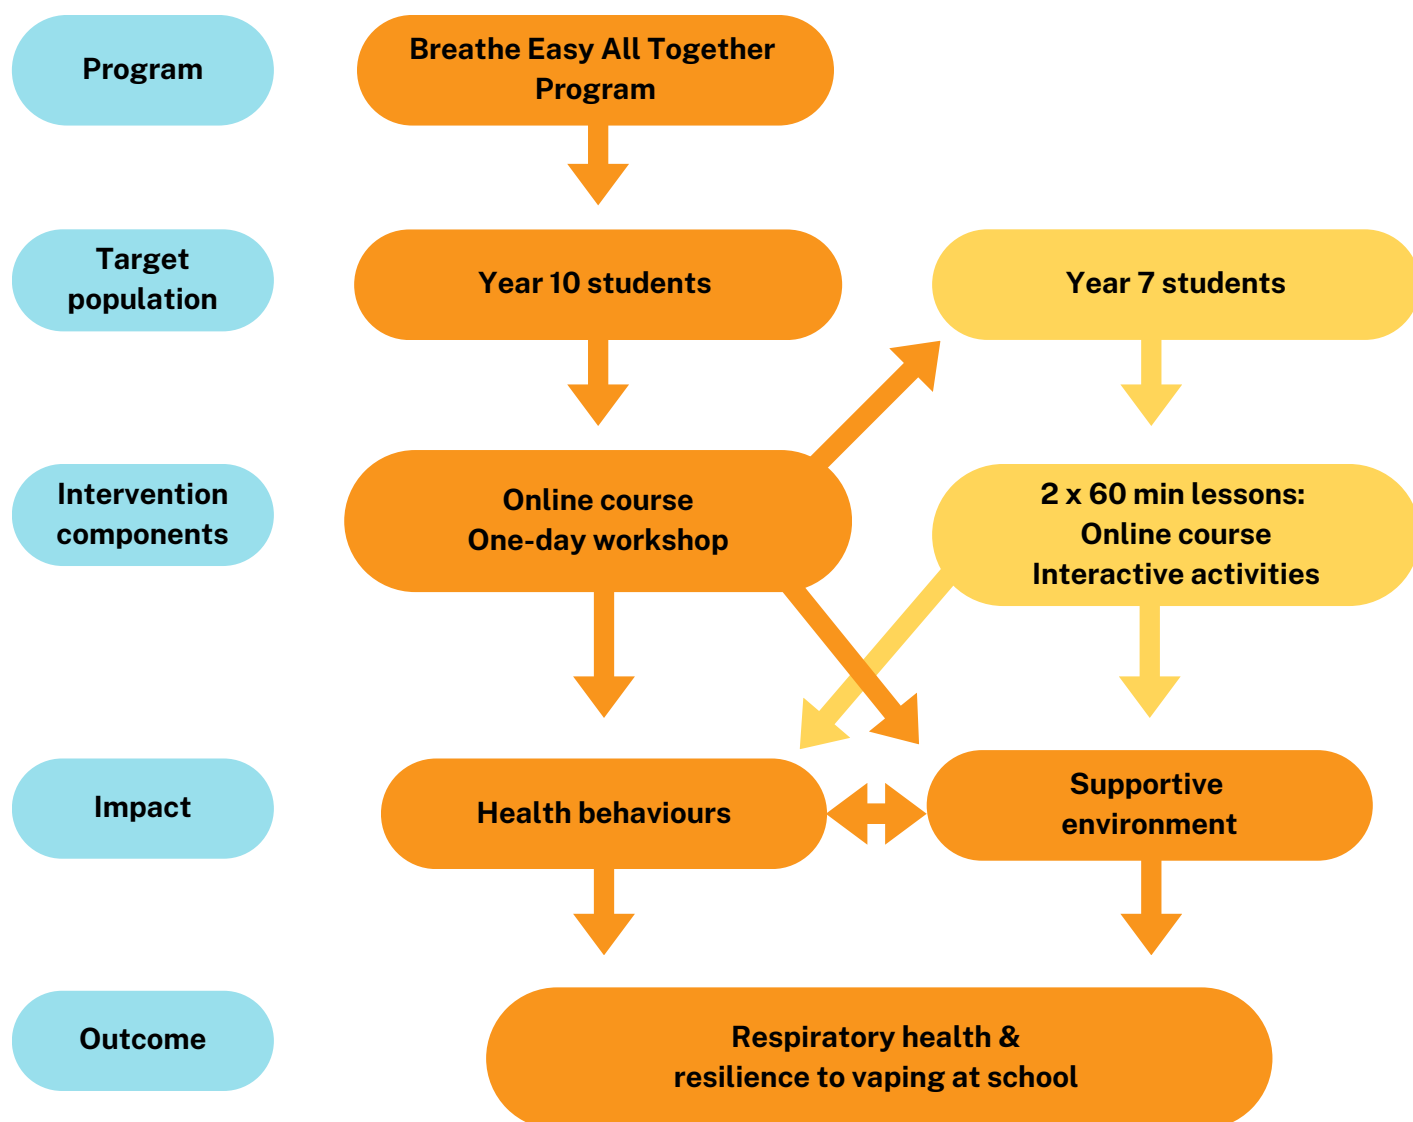 Program
Breathe Easy All Together
Program
Target
population
Year 10 students
Year 7 students
Intervention
components
Online course
One-day workshop
2 x 60 min lessons:
Online course
Interactive activities
Impact
Health behaviours
Supportive
environment
Outcome
Respiratory health &
resilience to vaping at school